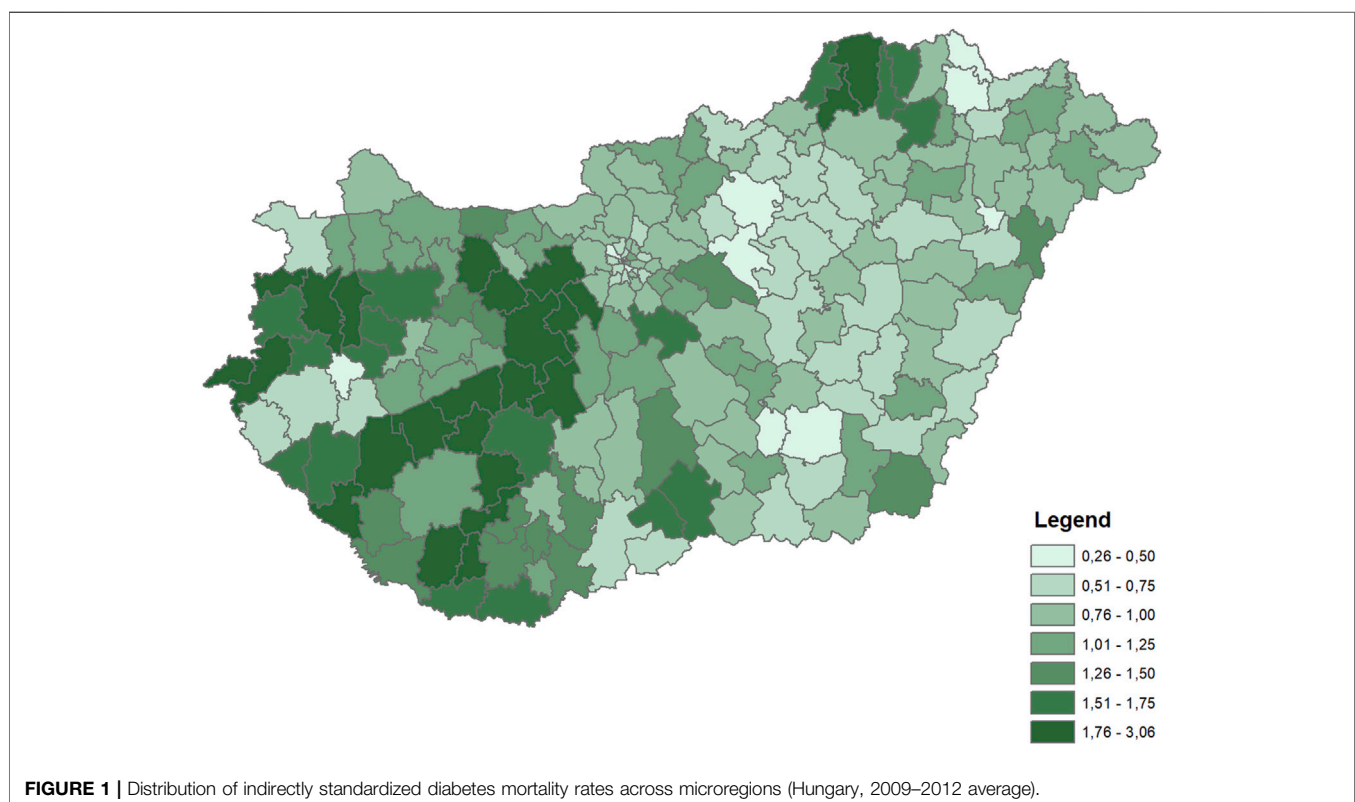 Legend
0,26 - 0,50
0,51 - 0,75
0,76 - 1,00
1,01 - 1,25
1,26 - 1,50
1,51 - 1,75
1,76 - 3,06
FIGURE 1 | Distribution of indirectly standardized diabetes mortality rates across microregions (Hungary, 2009–2012 average).